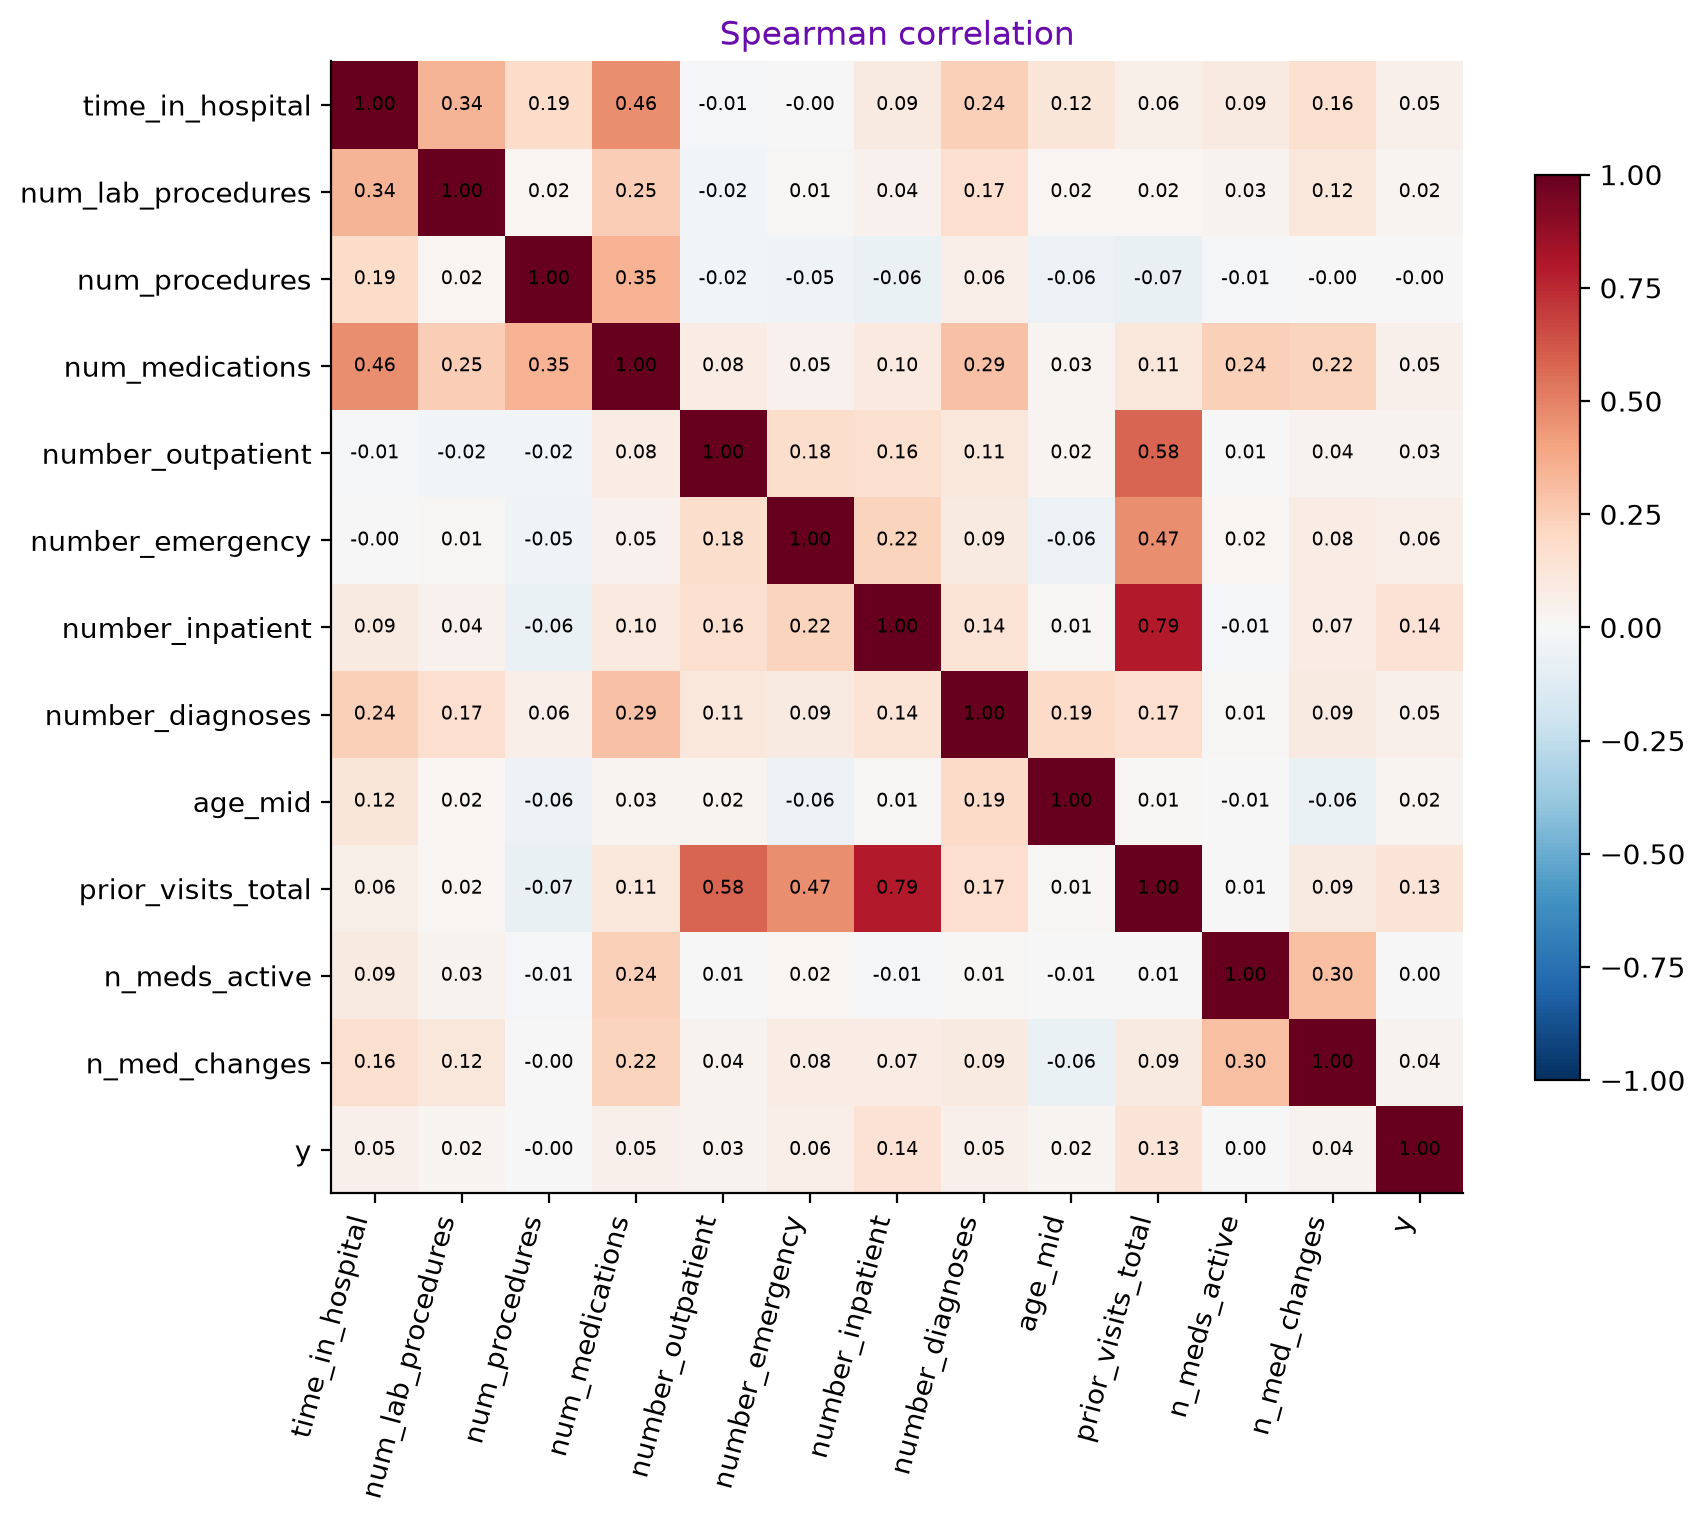 Spearman correlation
time_in_hospital 1.00 0.34 0.19 0.46 -0.01 -0.00 0.09 0.24 0.12 0.06 0.09 0.16 0.05
num_lab_procedures 0.34 1.00 0.02 0.25 -0.02 0.01 0.04 0.17 0.02 0.02 0.03 0.12 0.02
num_procedures 0.19 0.02 1.00 0.35 -0.02 -0.05 -0.06 0.06 -0.06 -0.07 -0.01 -0.00 -0.00
num_medications 0.46 0.25 0.35 1.00 0.08 0.05 0.10 0.29 0.03 0.11 0.24 0.22 0.05
number_outpatient -0.01 -0.02 -0.02 0.08 1.00 0.18 0.16 0.11 0.02 0.58 0.01 0.04 0.03
number_emergency -0.00 0.01 -0.05 0.05 0.18 1.00 0.22 0.09 -0.06 0.47 0.02 0.08 0.06
number_inpatient 0.09 0.04 -0.06 0.10 0.16 0.22 1.00 0.14 0.01 0.79 -0.01 0.07 0.14
number_diagnoses 0.24 0.17 0.06 0.29 0.11 0.09 0.14 1.00 0.19 0.17 0.01 0.09 0.05
age_mid 0.12 0.02 -0.06 0.03 0.02 -0.06 0.01 0.19 1.00 0.01 -0.01 -0.06 0.02
prior_visits_total 0.06 0.02 -0.07 0.11 0.58 0.47 0.79 0.17 0.01 1.00 0.01 0.09 0.13
n_meds_active 0.09 0.03 -0.01 0.24 0.01 0.02 -0.01 0.01 -0.01 0.01 1.00 0.30 0.00
n_med_changes 0.16 0.12 -0.00 0.22 0.04 0.08 0.07 0.09 -0.06 0.09 0.30 1.00 0.04
y 0.05 0.02 -0.00 0.05 0.03 0.06 0.14 0.05 0.02 0.13 0.00 0.04 1.00
time_in_hospital
num_lab_procedures
num_procedures
num_medications
number_outpatient
number_emergency
number_inpatient
number_diagnoses
age_mid
prior_visits_total
n_meds_active
n_med_changes
y
1.00
0.75
0.50
0.25
0.00
−0.25
−0.50
−0.75
−1.00